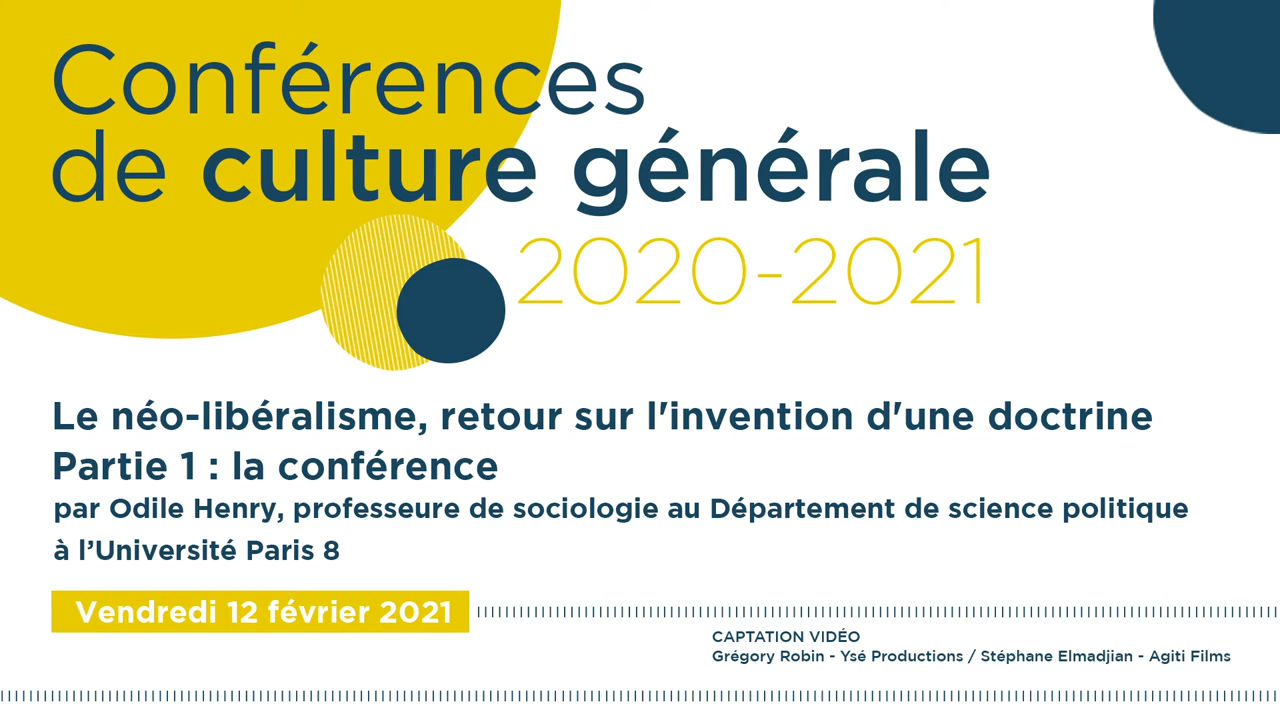 Conférences
de culture générale
2020-2021
Le néo-libéralisme, retour sur l'invention d'une doctrine
Partie 1 : la conférence
par Odile Henry, professeure de sociologie au Département de science politique
à l’Université Paris 8
Vendredi 12 février 2021
CAPTATION VIDÉO
Grégory Robin - Ysé Productions / Stéphane Elmadjian - Agiti Films